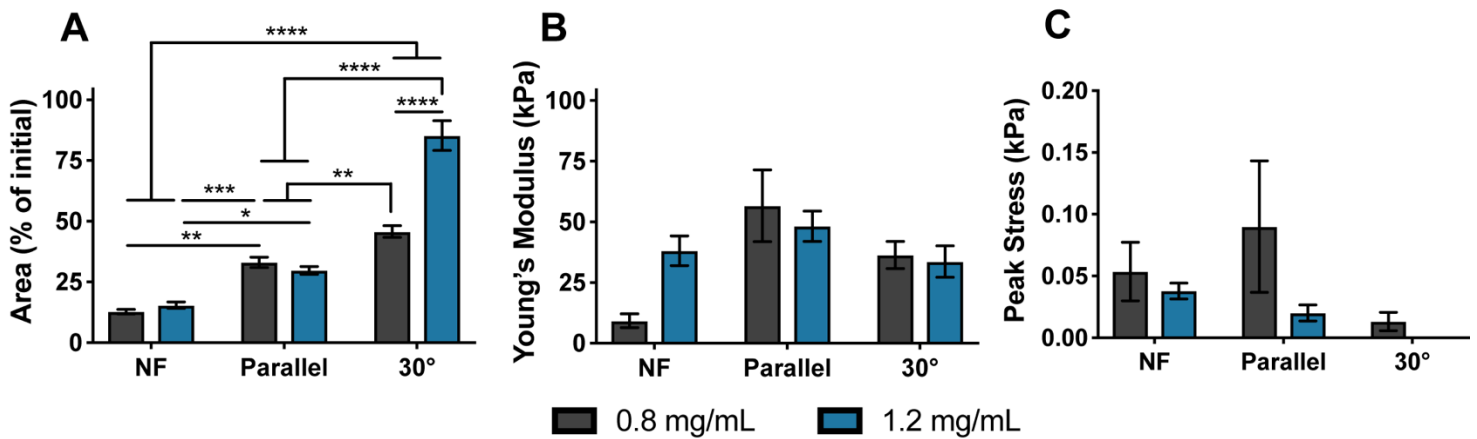 A
Area (% of initial)
100
75
50
25
0
****
****
****
***
**
*
**
NF
Parallel
30°
B
Young's Modulus (kPa)
100
75
50
25
0
NF
Parallel
30°
C
Peak Stress (kPa)
0.20
0.15
0.10
0.05
0.00
NF
Parallel
30°
0.8 mg/mL
1.2 mg/mL